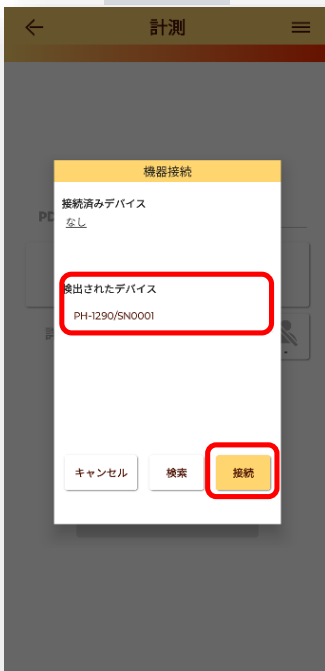 計測
機器接続
接続済みデバイス
なし
PD
検出されたデバイス
PH-1290/SN0001
キャンセル
検索
接続